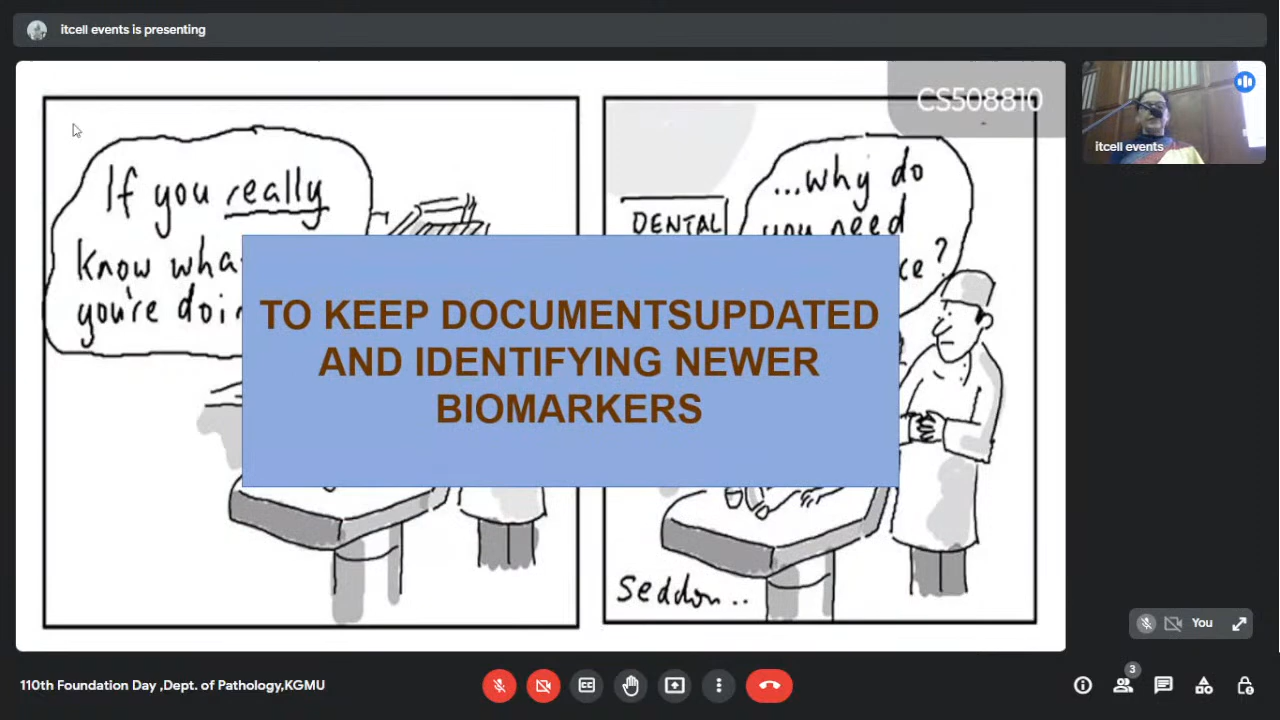 itcell events is presenting
CS508810
If you really
know wha
you're doin
...why do
you need
ce?
DENTAL
TO KEEP DOCUMENTSUPDATED
AND IDENTIFYING NEWER
BIOMARKERS
seddon..
itcell events
You
110th Foundation Day ,Dept. of Pathology,KGMU
3